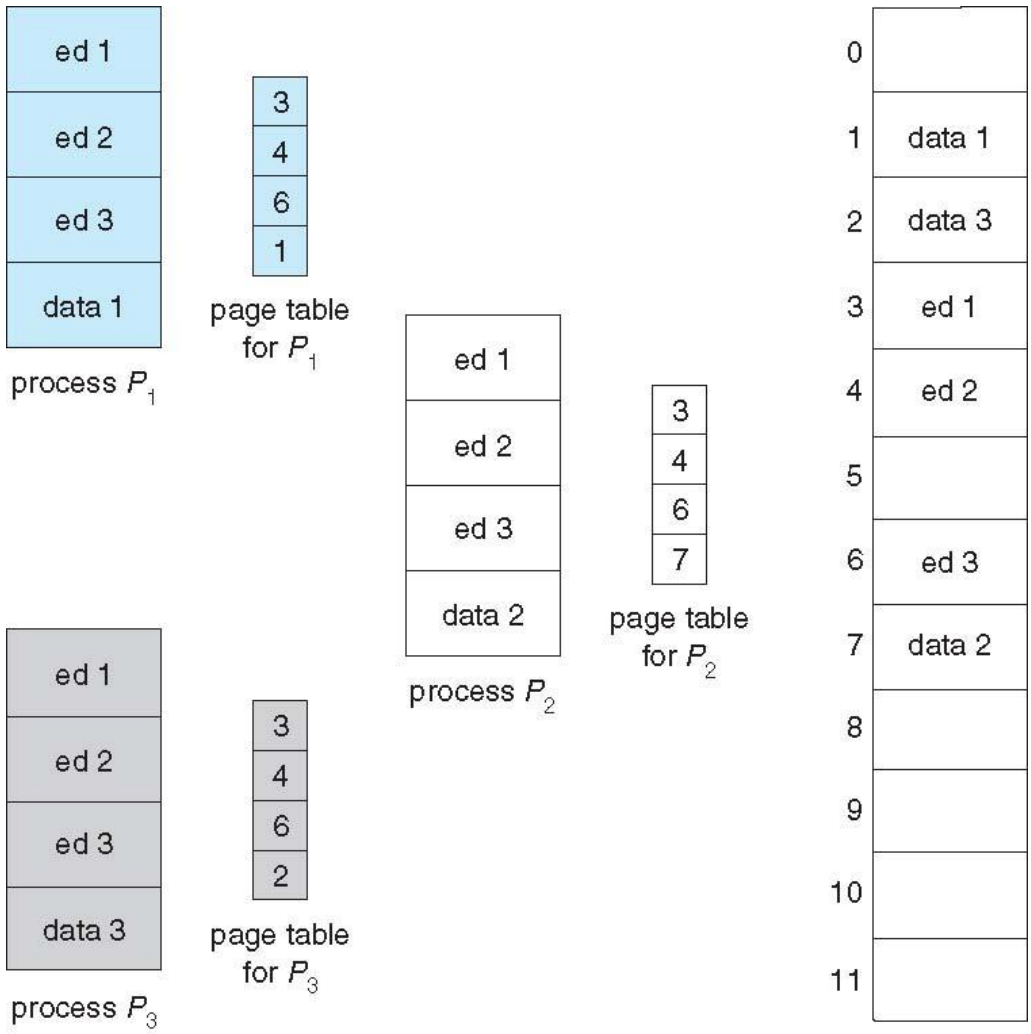 ed 1
ed 2
ed 3
data 1
process P1
3
4
6
1
page table
for P1
ed 1
ed 2
ed 3
data 2
process P2
3
4
6
7
page table
for P2
ed 1
ed 2
ed 3
data 3
process P3
3
4
6
2
page table
for P3
0
1 data 1
2 data 3
3 ed 1
4 ed 2
5
6 ed 3
7 data 2
8
9
10
11